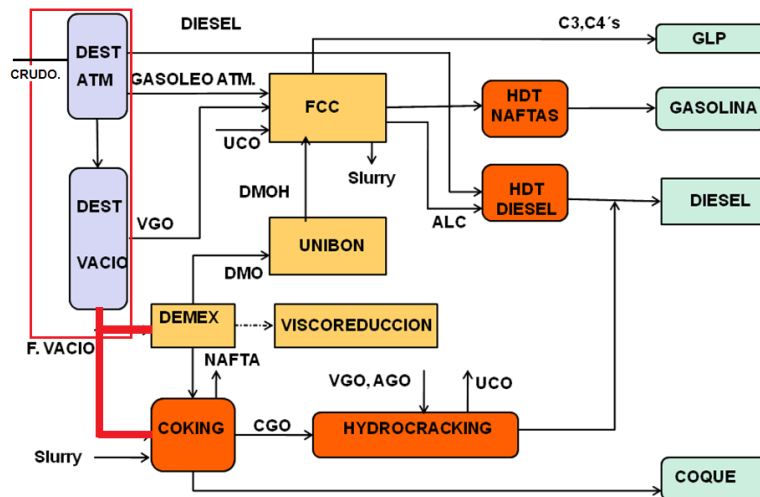 DIESEL
C3,C4´s
GLP
DEST
ATM
CRUDO.
GASOLEO ATM.
FCC
HDT
NAFTAS
GASOLINA
UCO
Slurry
DMOH
DEST
VACIO
VGO
HDT
DIESEL
DIESEL
ALC
UNIBON
DMO
DEMEX
VISCOREDUCCION
F. VACIO
NAFTA
VGO, AGO
UCO
COKING
CGO
HYDROCRACKING
Slurry
COQUE